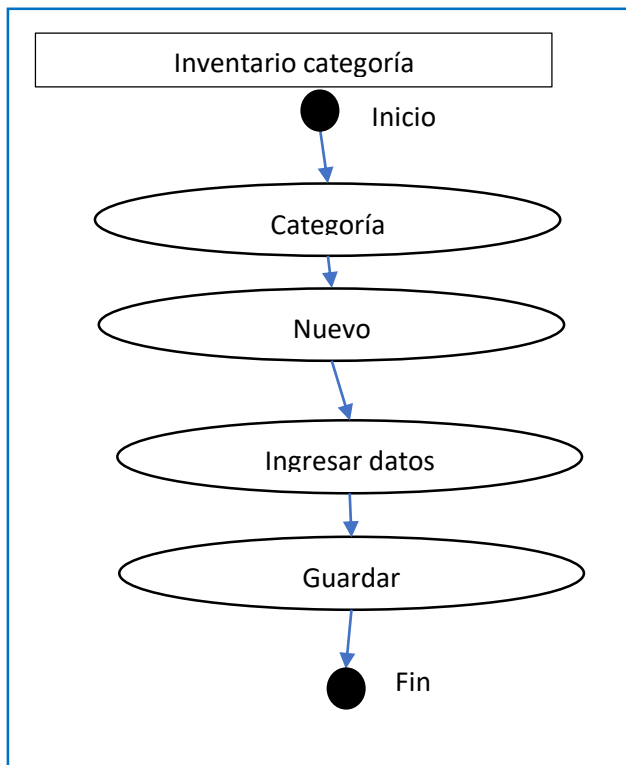 Inventario categoría
Inicio
Categoría
Nuevo
Ingresar datos
Guardar
Fin